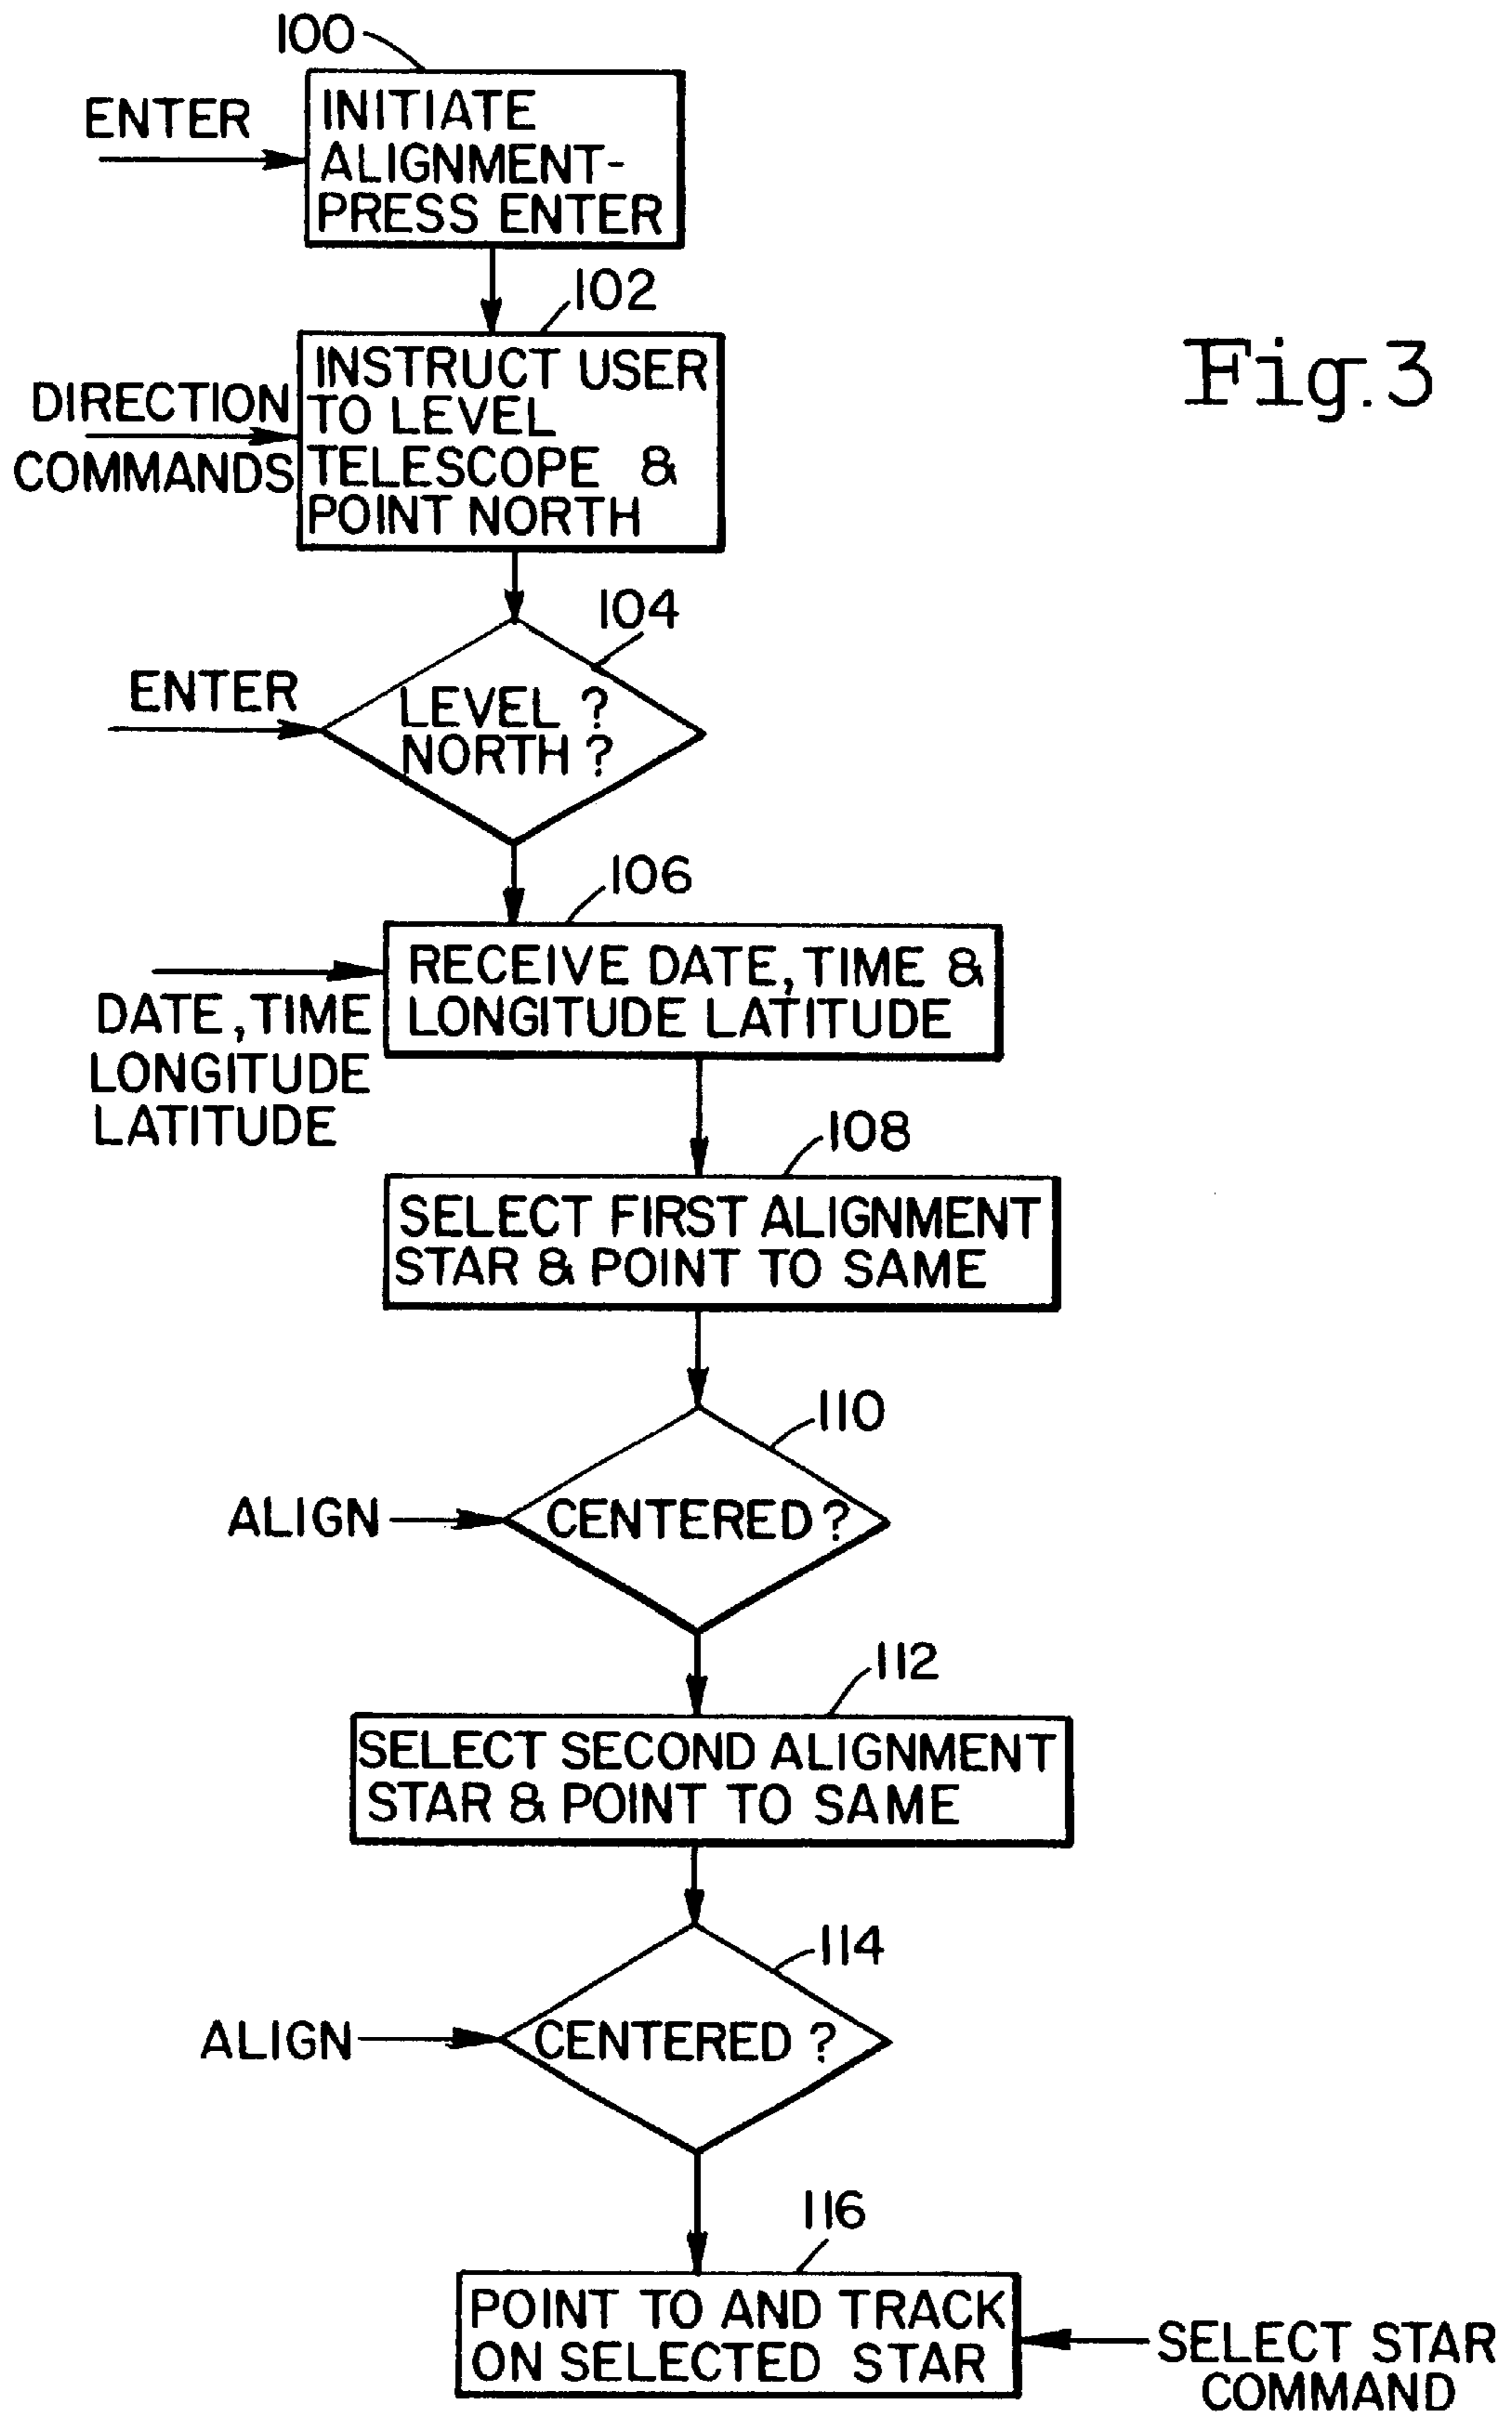 100
ENTER
INITIATE
ALIGNMENT-
PRESS ENTER
102
Fig. 3
DIRECTION
COMMANDS
INSTRUCT USER
TO LEVEL
TELESCOPE &
POINT NORTH
104
ENTER
LEVEL ?
NORTH ?
106
RECEIVE DATE, TIME &
LONGITUDE LATITUDE
DATE, TIME
LONGITUDE
LATITUDE
108
SELECT FIRST ALIGNMENT
STAR & POINT TO SAME
110
ALIGN
CENTERED ?
112
SELECT SECOND ALIGNMENT
STAR & POINT TO SAME
114
ALIGN
CENTERED ?
116
POINT TO AND TRACK
ON SELECTED STAR
SELECT STAR
COMMAND